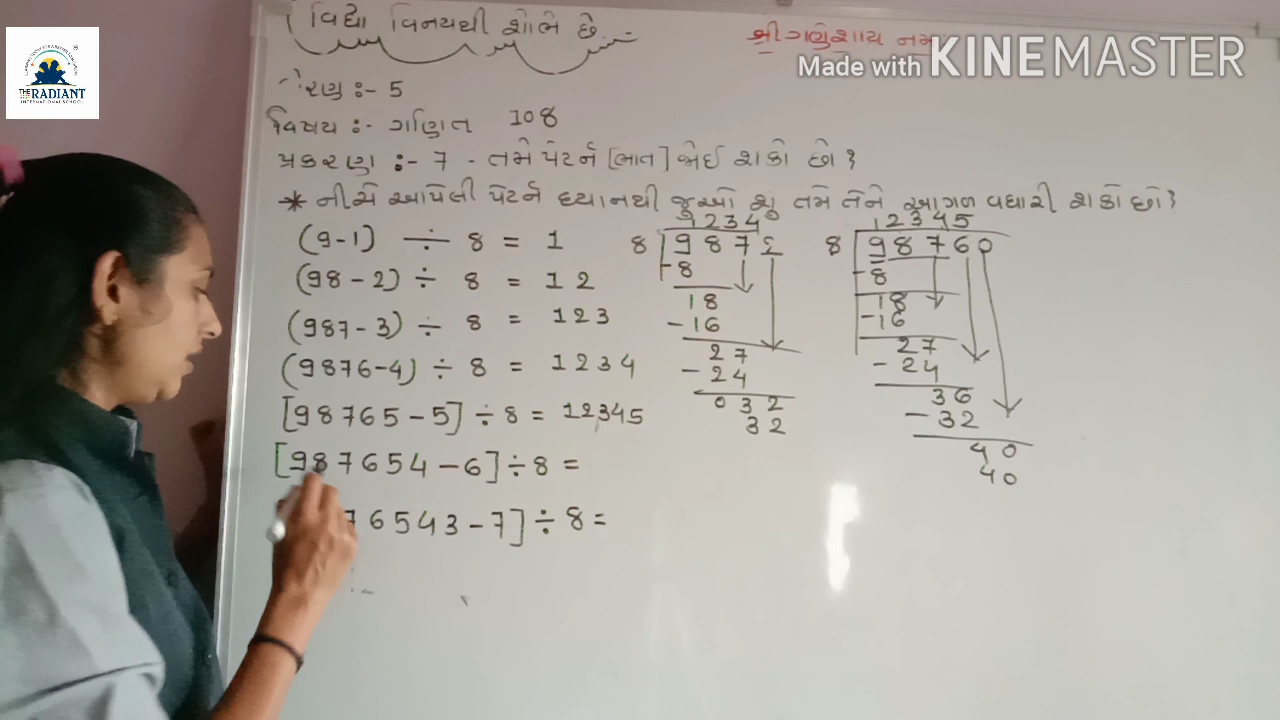 વિદ્યા વિનયથી શોભે છે.
શ્રી ગણેશાય નમ
Made with KINEMASTER
THE RADIANT
INTERNATIONAL SCHOOL
ોરણ :- 5
વિષય :- ગણિત 108
પ્રકરણ :- 7 - તમે પેટર્ન [ભાત] જોઈ શકો છો ?
* નીચે આપેલી પેટર્ન ધ્યાનથી જુઓ શું તમે તેને આગળ વધારી શકો છો ?
(9-1) ÷ 8 = 1
(98-2) ÷ 8 = 12
(987-3) ÷ 8 = 123
(9876-4) ÷ 8 = 1234
[98765-5] ÷ 8 = 12345
[987654-6] ÷ 8 =
76543-7] ÷ 8 =
1234
8 9872
-8
18
-16
27
-24
032
32
12345
8 98760
-8
18
-16
27
-24
36
-32
40
40